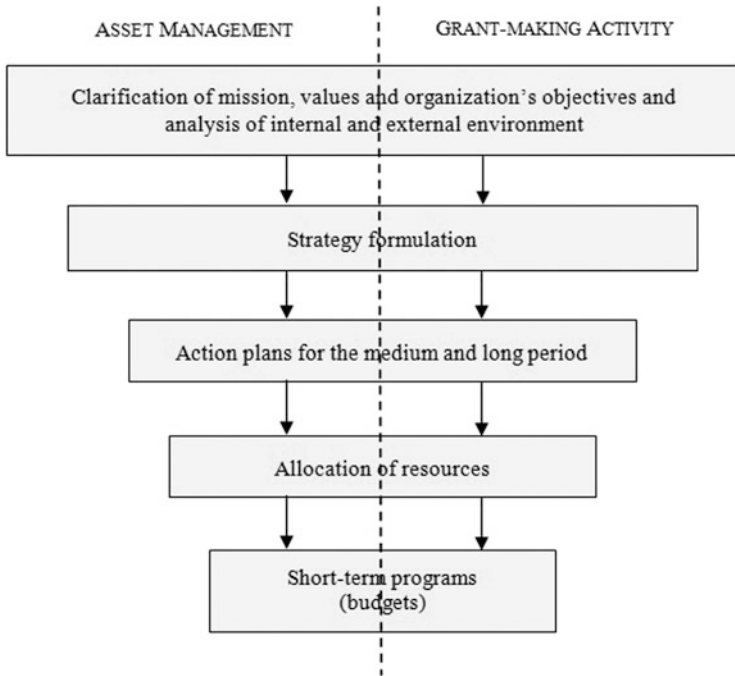 ASSET MANAGEMENT
GRANT-MAKING ACTIVITY
Clarification of mission, values and organization's objectives and
analysis of internal and external environment
Strategy formulation
Action plans for the medium and long period
Allocation of resources
Short-term programs
(budgets)